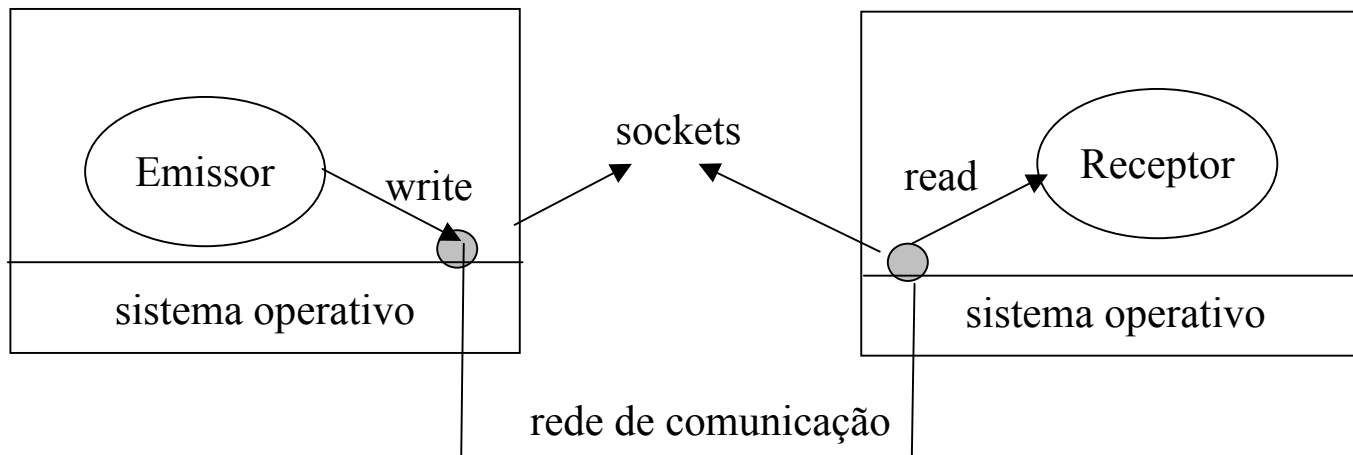 sockets
Emissor
write
read
Receptor
sistema operativo
sistema operativo
rede de comunicação